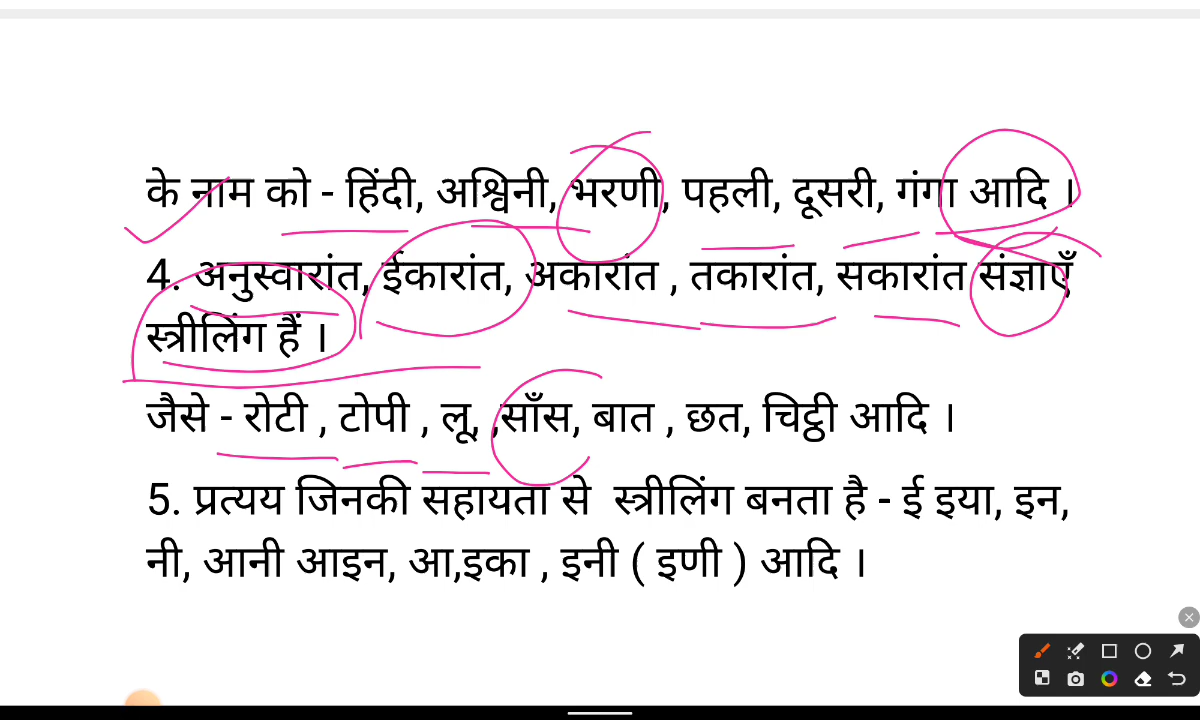 के नाम को - हिंदी, अश्विनी, भरणी, पहली, दूसरी, गंगा आदि ।
4. अनुस्वारांत, ईकारांत, अकारांत , तकारांत, सकारांत संज्ञाएँ
स्त्रीलिंग हैं ।
जैसे - रोटी , टोपी , लू, ,साँस, बात , छत, चिट्ठी आदि ।
5. प्रत्यय जिनकी सहायता से स्त्रीलिंग बनता है - ई इया, इन,
नी, आनी आइन, आ,इका , इनी ( इणी ) आदि ।